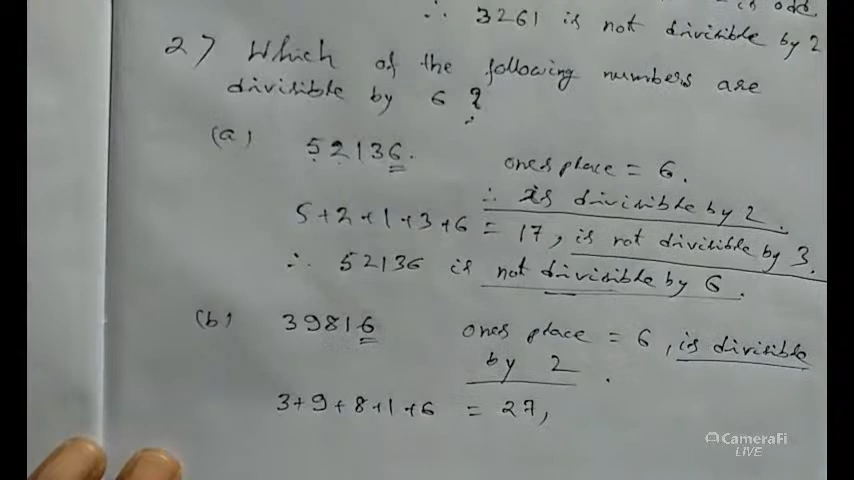 is odd.
∴ 3261 is not divisible by 2
27 Which of the following numbers are
divisible by 6 ?
(a) 52136. ones place = 6.
∴ is divisible by 2.
5+2+1+3+6 = 17, is not divisible by 3.
∴ 52136 is not divisible by 6.
(b) 39816 ones place = 6, is divisible
by 2.
3+9+8+1+6 = 27,
CameraFi
LIVE